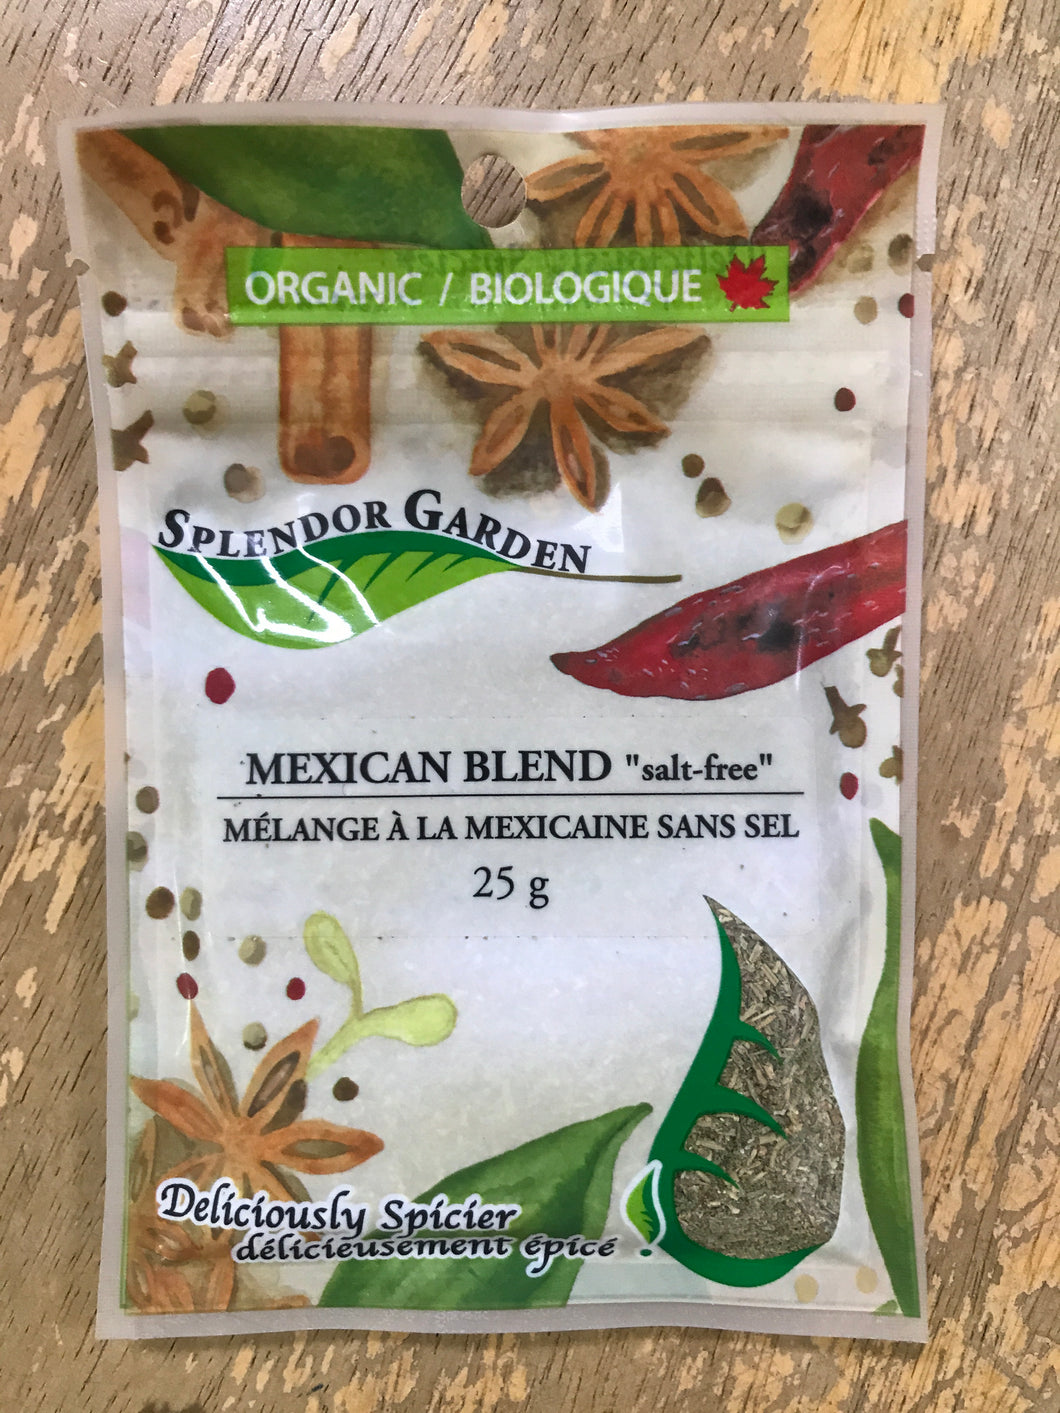 ORGANIC / BIOLOGIQUE
SPLENDOR GARDEN
MEXICAN BLEND "salt-free"
MÉLANGE À LA MEXICAINE SANS SEL
25 g
Deliciously Spicier
délicieusement épicé